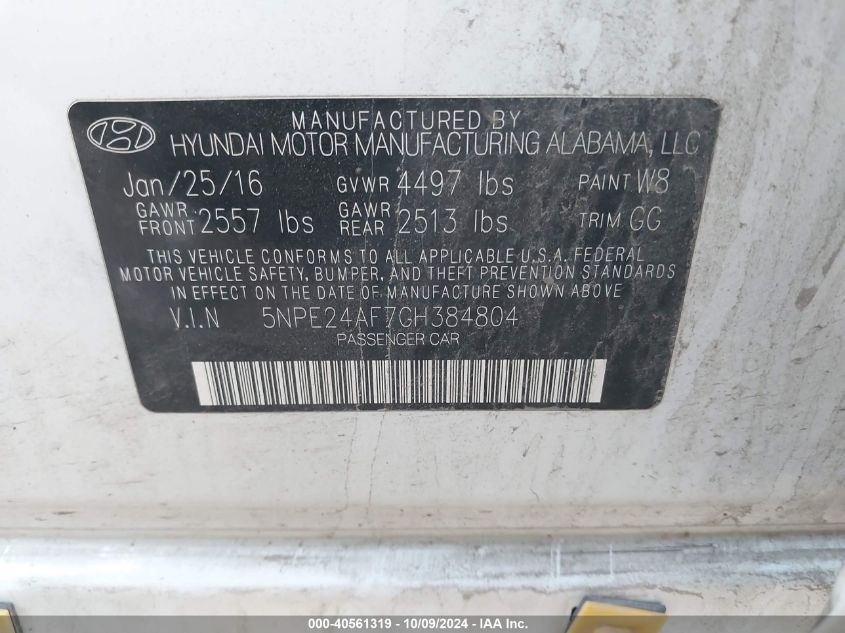 MANUFACTURED BY
HYUNDAI MOTOR MANUFACTURING ALABAMA, LLC
Jan/25/16 GVWR 4497 lbs PAINT W8
GAWR FRONT 2557 lbs GAWR REAR 2513 lbs TRIM GG
THIS VEHICLE CONFORMS TO ALL APPLICABLE U.S.A. FEDERAL
MOTOR VEHICLE SAFETY, BUMPER, AND THEFT PREVENTION STANDARDS
IN EFFECT ON THE DATE OF MANUFACTURE SHOWN ABOVE
V.I.N 5NPE24AF7GH384804
PASSENGER CAR
000-40561319 - 10/09/2024 - IAA Inc.